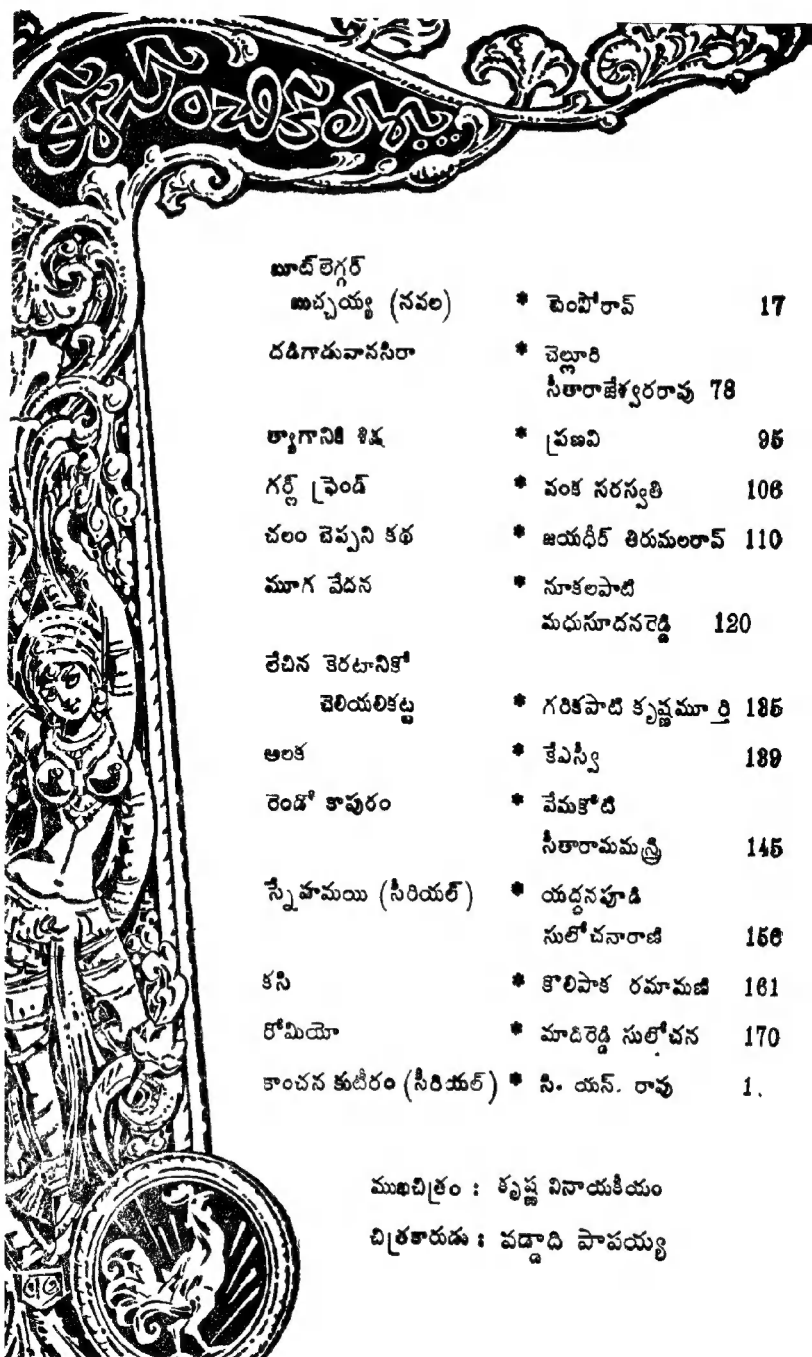 ఈ సంచికలో...
బూట్‌లెగ్గర్
బుచ్చయ్య (నవల) * టెంపోరావ్ 17
దడిగాడువానసిరా * చెల్లూరి
సీతారాజేశ్వరరావు 78
త్యాగానికి శిక్ష * ప్రణవి 95
గర్ల్ ఫ్రెండ్ * వంక సరస్వతి 106
చలం చెప్పని కథ * జయధీర్ తిరుమలరావ్ 110
మూగ వేదన * నూకలపాటి
మధుసూదనరెడ్డి 120
లేచిన కెరటానికో
చెలియలికట్ట * గరికపాటి కృష్ణమూర్తి 135
అలక * కేఎస్వీ 139
రెండో కాపురం * వేమకోటి
సీతారామశాస్త్రి 145
స్నేహమయి (సీరియల్) * యద్దనపూడి
సులోచనారాణి 156
కసి * కొలిపాక రమామణి 161
రోమియో * మాదిరెడ్డి సులోచన 170
కాంచన కుటీరం (సీరియల్) * సి. యన్. రావు 1.
ముఖచిత్రం : కృష్ణ వినాయకీయం
చిత్రకారుడు : వడ్డాది పాపయ్య